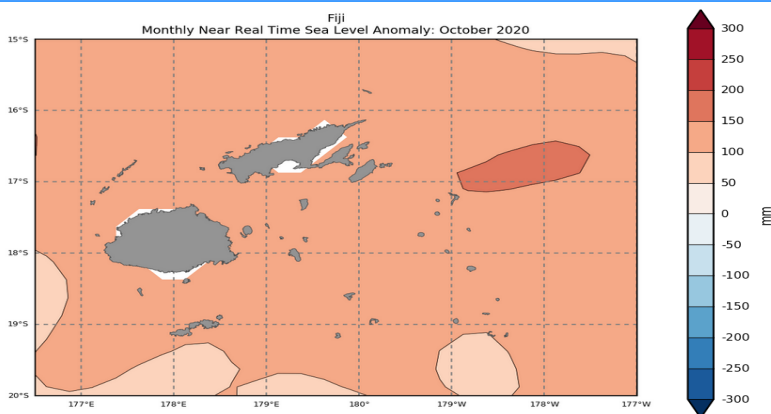 Fiji
Monthly Near Real Time Sea Level Anomaly: October 2020
15°S
16°S
17°S
18°S
19°S
20°S
177°E
178°E
179°E
180°
179°W
178°W
177°W
300
250
200
150
100
50
0
-50
-100
-150
-200
-250
-300
mm